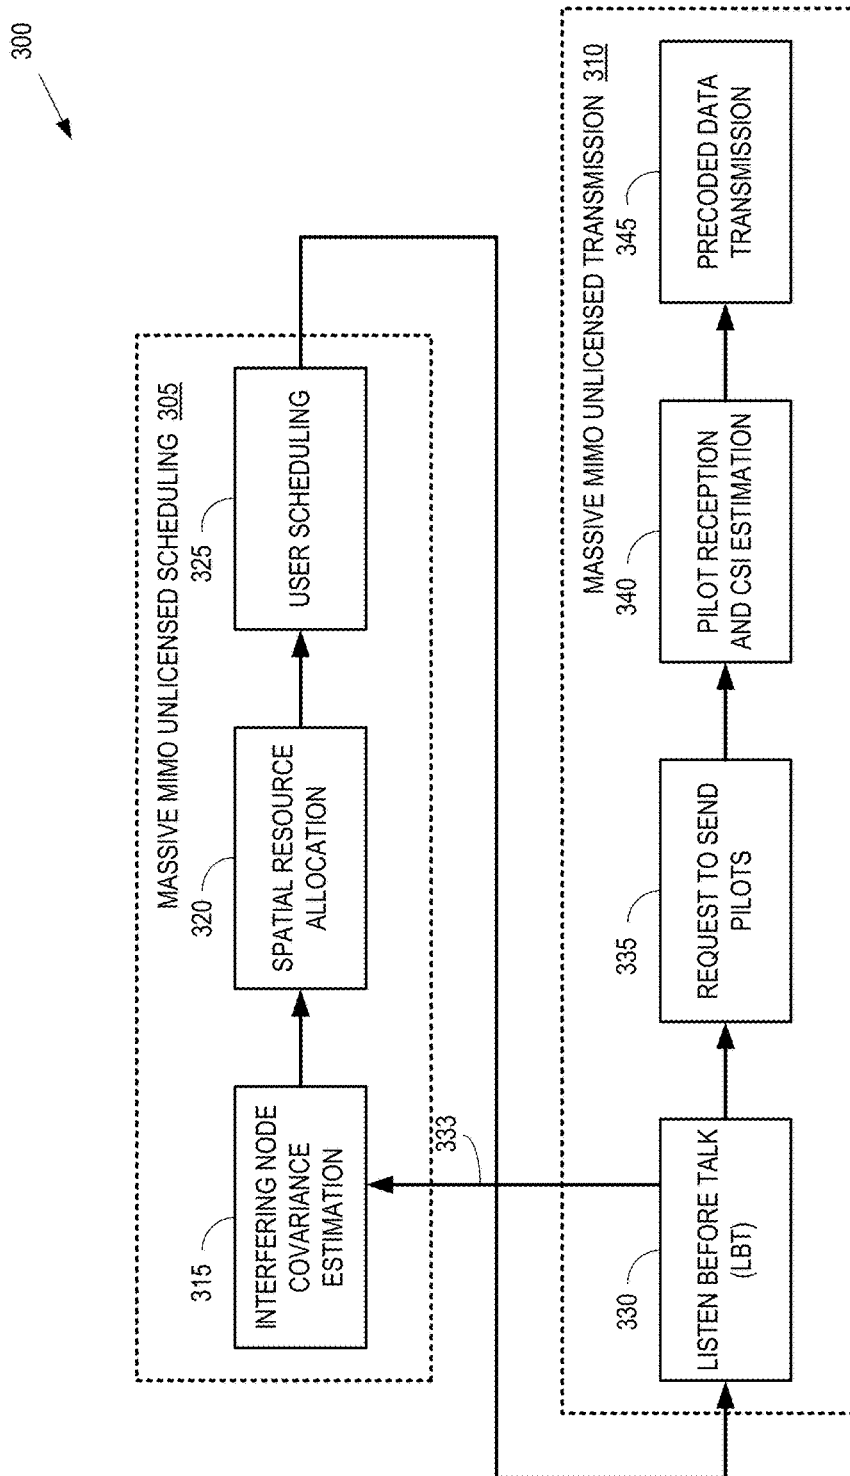 300
MASSIVE MIMO UNLICENSED SCHEDULING 305
315
INTERFERING NODE
COVARIANCE
ESTIMATION
320
SPATIAL RESOURCE
ALLOCATION
325
USER SCHEDULING
333
MASSIVE MIMO UNLICENSED TRANSMISSION 310
330
LISTEN BEFORE TALK
(LBT)
335
REQUEST TO SEND
PILOTS
340
PILOT RECEPTION
AND CSI ESTIMATION
345
PRECODED DATA
TRANSMISSION